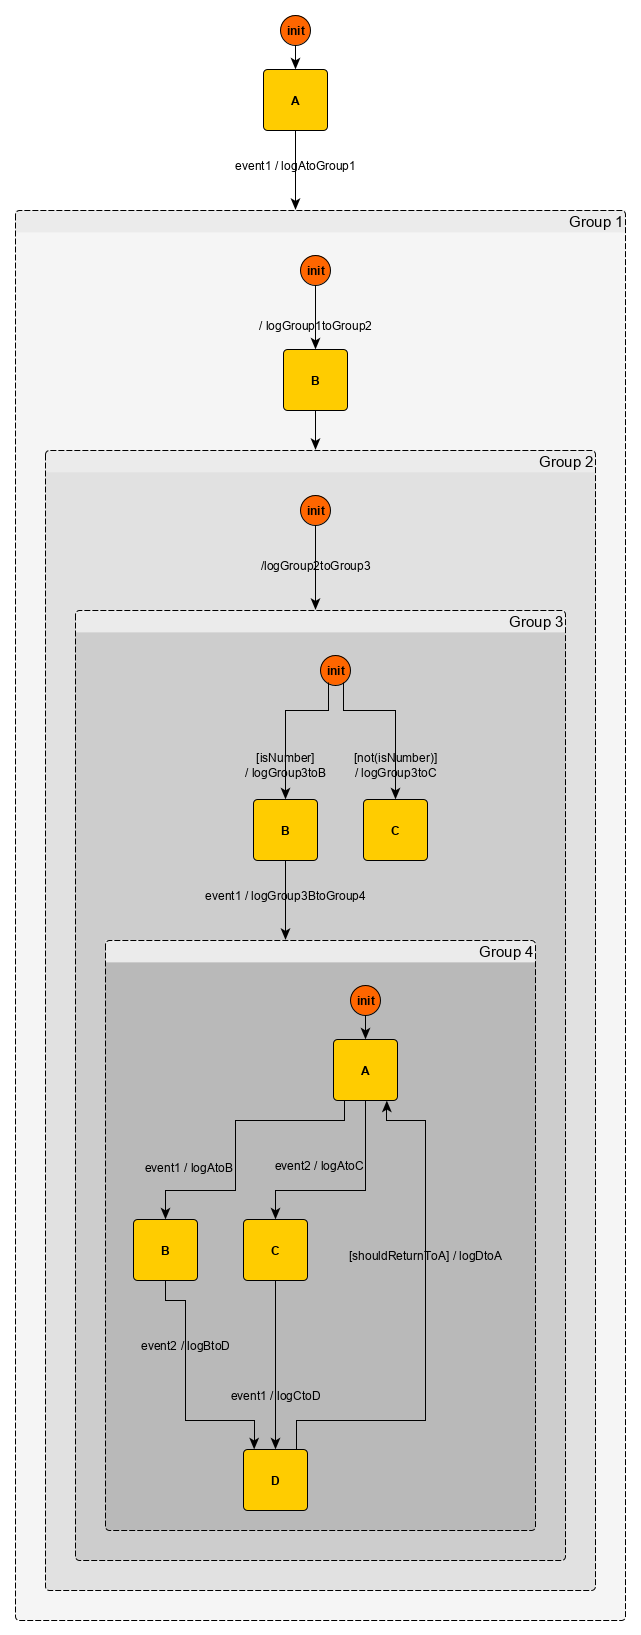 init
A
event1 / logAtoGroup1
Group 1
init
/ logGroup1toGroup2
B
Group 2
init
/logGroup2toGroup3
Group 3
init
[isNumber]
/ logGroup3toB
[not(isNumber)]
/ logGroup3toC
B
C
event1 / logGroup3BtoGroup4
Group 4
init
A
event1 / logAtoB
event2 / logAtoC
B
C
[shouldReturnToA] / logDtoA
event2 / logBtoD
event1 / logCtoD
D